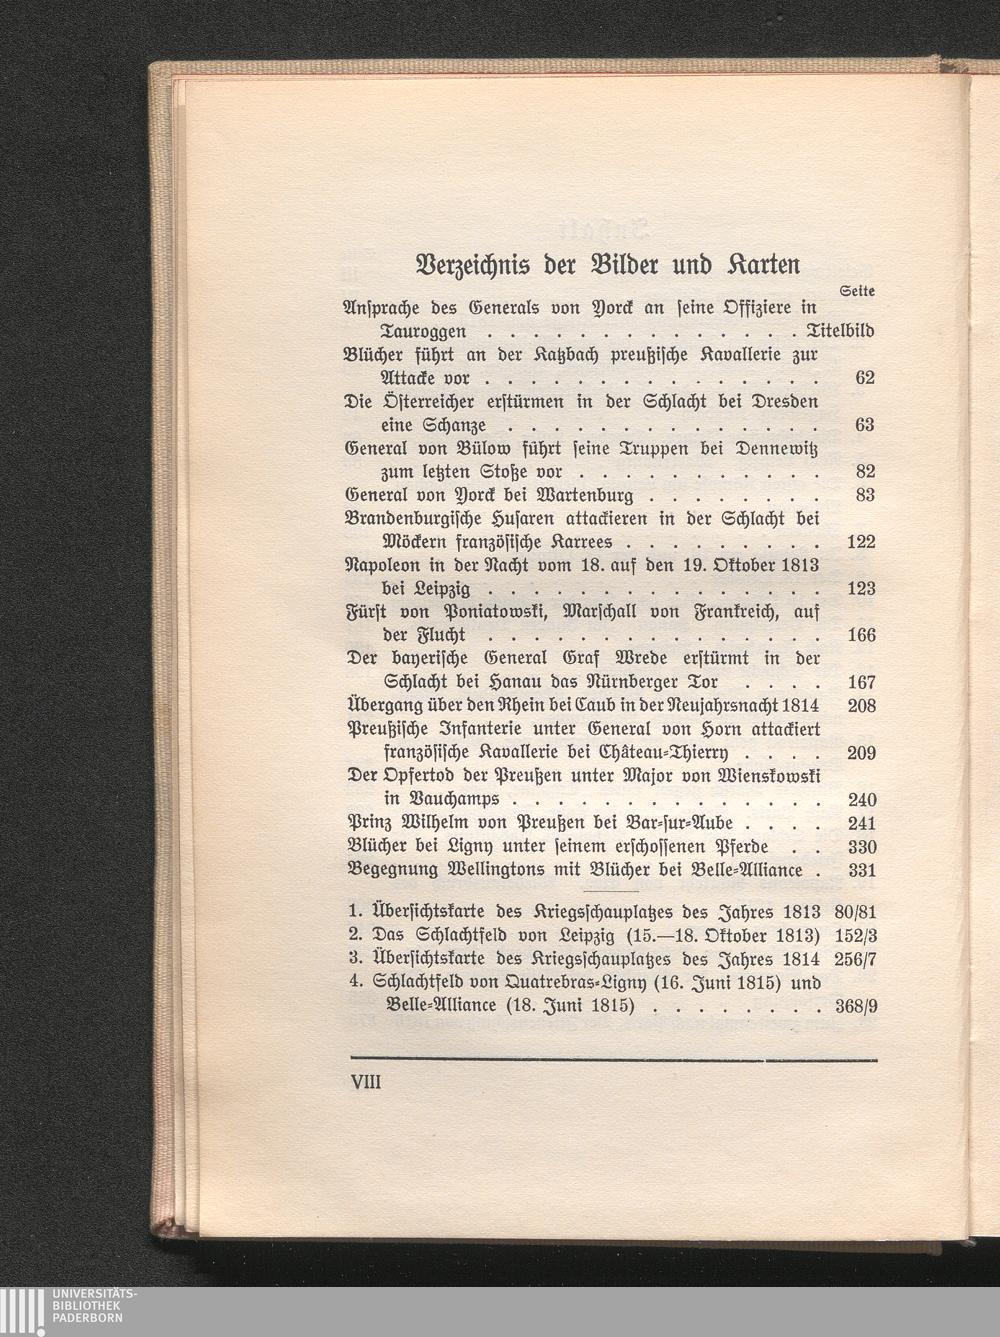 Verzeichnis der Bilder und Karten
Seite
Ansprache des Generals von Yorck an seine Offiziere in
Tauroggen . . . . . . . . . . . . . . Titelbild
Blücher führt an der Katzbach preußische Kavallerie zur
Attacke vor . . . . . . . . . . . . . . . 62
Die Österreicher erstürmen in der Schlacht bei Dresden
eine Schanze . . . . . . . . . . . . . . 63
General von Bülow führt seine Truppen bei Dennewitz
zum letzten Stoße vor . . . . . . . . . . . 82
General von Yorck bei Wartenburg . . . . . . . . 83
Brandenburgische Husaren attackieren in der Schlacht bei
Möckern französische Karrees . . . . . . . . . 122
Napoleon in der Nacht vom 18. auf den 19. Oktober 1813
bei Leipzig . . . . . . . . . . . . . . . 123
Fürst von Poniatowski, Marschall von Frankreich, auf
der Flucht . . . . . . . . . . . . . . . 166
Der bayerische General Graf Wrede erstürmt in der
Schlacht bei Hanau das Nürnberger Tor . . . . 167
Übergang über den Rhein bei Caub in der Neujahrsnacht 1814 208
Preußische Infanterie unter General von Horn attackiert
französische Kavallerie bei Château-Thierry . . . . 209
Der Opfertod der Preußen unter Major von Wienskowski
in Vauchamps . . . . . . . . . . . . . . 240
Prinz Wilhelm von Preußen bei Bar-sur-Aube . . . . 241
Blücher bei Ligny unter seinem erschossenen Pferde . . 330
Begegnung Wellingtons mit Blücher bei Belle-Alliance . 331
1. Übersichtskarte des Kriegsschauplatzes des Jahres 1813 80/81
2. Das Schlachtfeld von Leipzig (15.—18. Oktober 1813) 152/3
3. Übersichtskarte des Kriegsschauplatzes des Jahres 1814 256/7
4. Schlachtfeld von Quatrebras-Ligny (16. Juni 1815) und
Belle-Alliance (18. Juni 1815) . . . . . . . . 368/9
VIII
UNIVERSITÄTS-
BIBLIOTHEK
PADERBORN